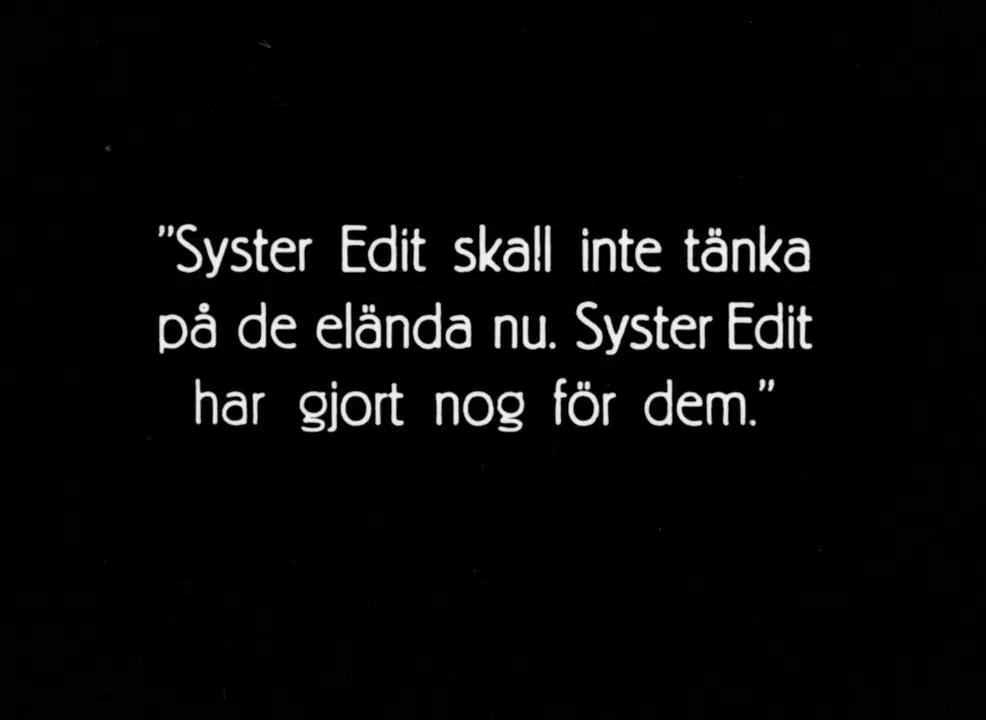 ”Syster Edit skall inte tänka
på de elända nu. Syster Edit
har gjort nog för dem.”